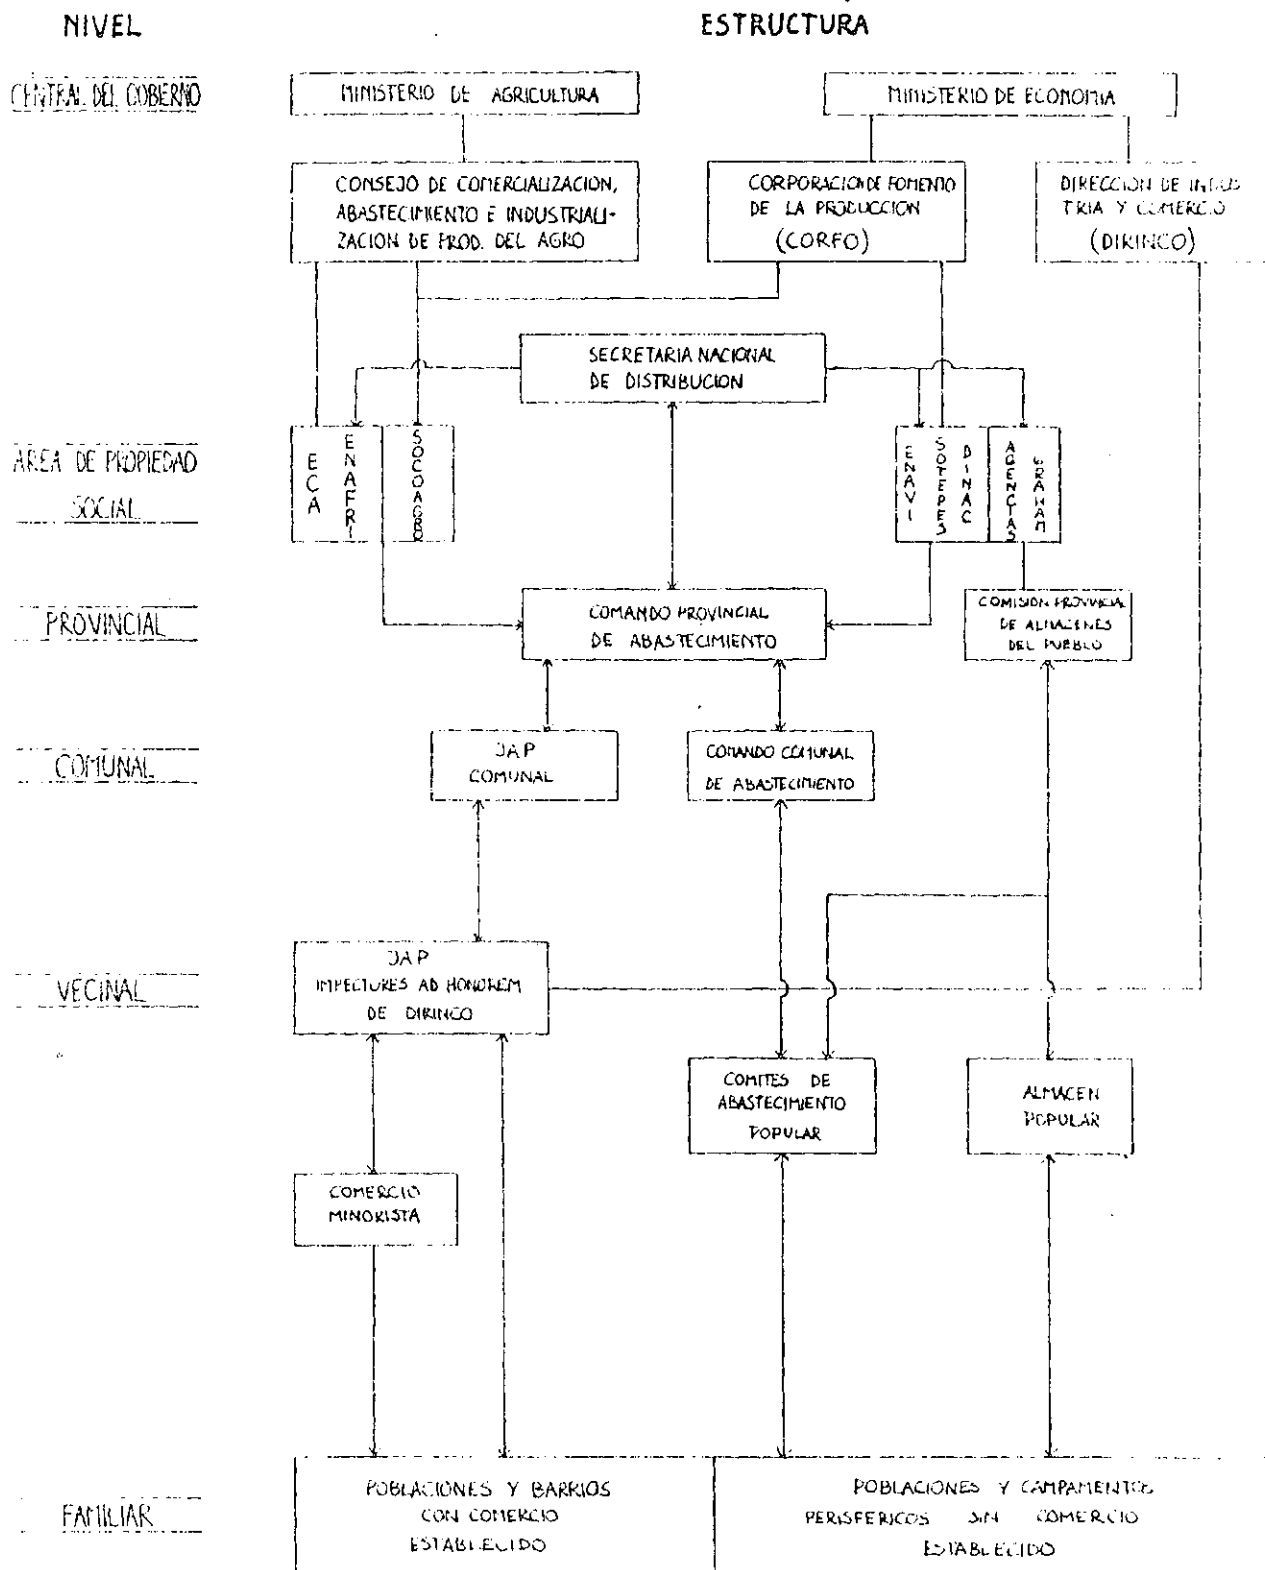 NIVEL
ESTRUCTURA
CENTRAL DEL GOBIERNO
MINISTERIO DE AGRICULTURA
MINISTERIO DE ECONOMIA
CONSEJO DE COMERCIALIZACION,
ABASTECIMIENTO E INDUSTRIALI-
ZACION DE PROD. DEL AGRO
CORPORACION DE FOMENTO
DE LA PRODUCCION
(CORFO)
DIRECCION DE INDUS
TRIA Y COMERCIO
(DIRINCO)
SECRETARIA NACIONAL
DE DISTRIBUCION
AREA DE PROPIEDAD
SOCIAL
ECA
ENAFRI
SOCOAGRO
ENAVI
SOTEPES
DINAC
AGENCIAS
GRAHAM
PROVINCIAL
COMANDO PROVINCIAL
DE ABASTECIMIENTO
COMISION PROVINCIAL
DE ALMACENES
DEL PUEBLO
COMUNAL
JAP
COMUNAL
COMANDO COMUNAL
DE ABASTECIMIENTO
VECINAL
JAP
IMPECTURES AD HONOREM
DE DIRINCO
COMITES DE
ABASTECIMIENTO
POPULAR
ALMACEN
POPULAR
COMERCIO
MINORISTA
FAMILIAR
POBLACIONES Y BARRIOS
CON COMERCIO
ESTABLECIDO
POBLACIONES Y CAMPAMENTOS
PERISFERICOS SIN COMERCIO
ESTABLECIDO